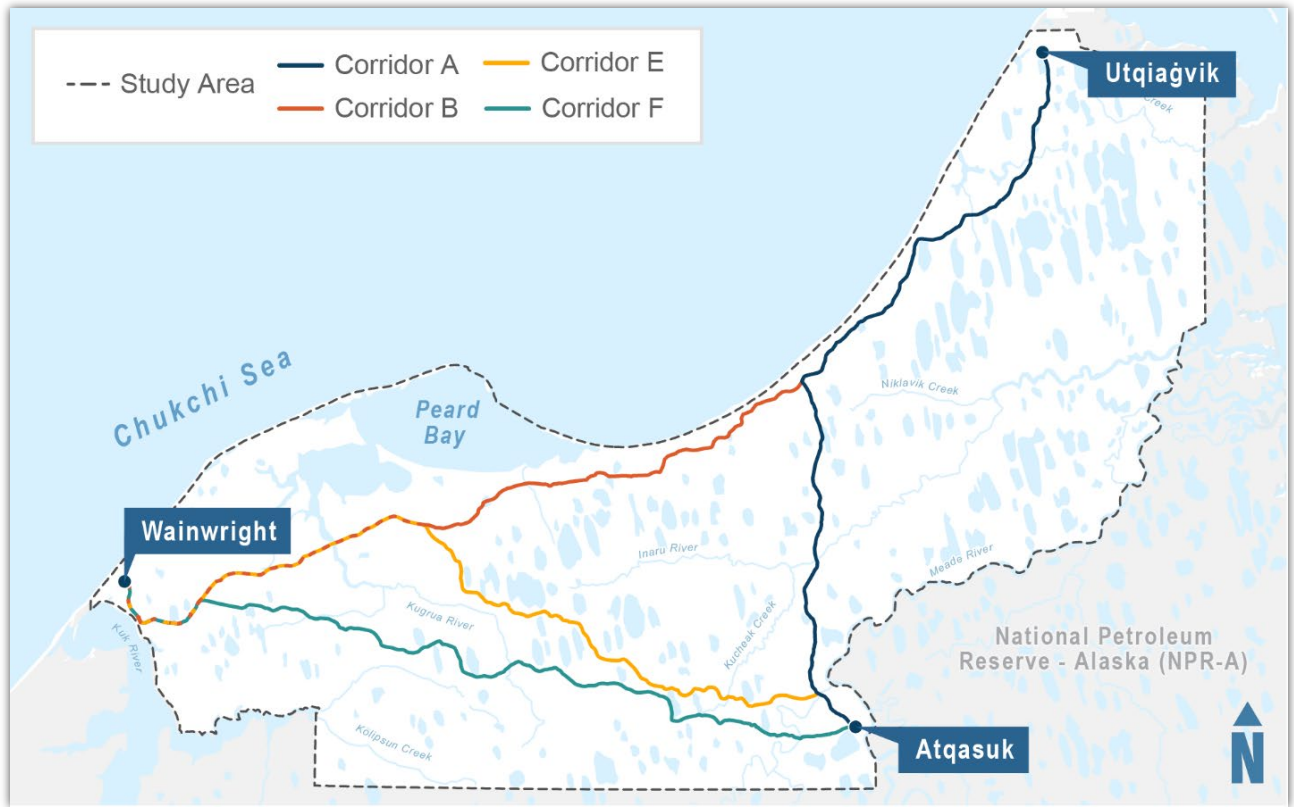 Study Area
Corridor A
Corridor B
Corridor E
Corridor F
Utqiaġvik
Creek
Chukchi Sea
Peard
Bay
Niklavik Creek
Wainwright
Inaru River
Meade River
Kugrua River
Kucheak Creek
Kuk River
National Petroleum
Reserve - Alaska (NPR-A)
Kolipsun Creek
Atqasuk
N